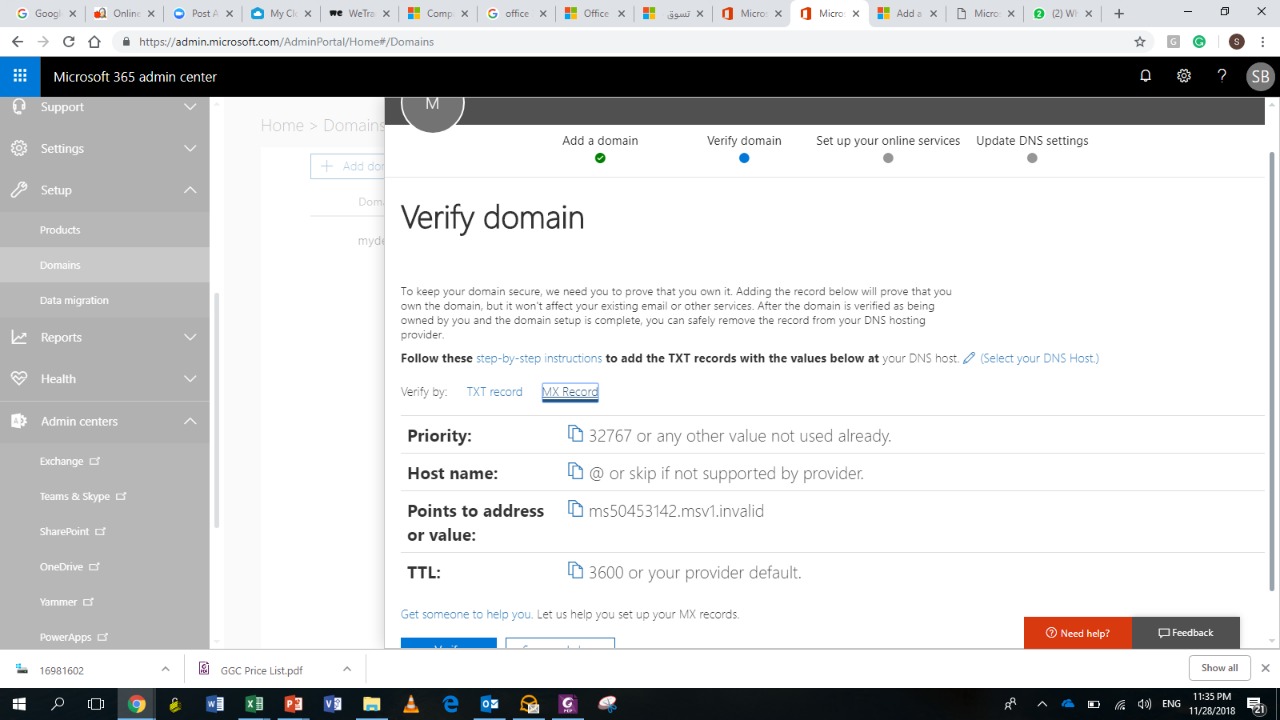 Googl
Online
Post A
My Cl
WeTra
Comp
office
Office
تسوق
Micro
Micro
Add a
Micro
(2) W
https://admin.microsoft.com/AdminPortal/Home#/Domains
S
Microsoft 365 admin center
SB
Support
Settings
Setup
Products
Domains
Data migration
Reports
Health
Admin centers
Exchange
Teams & Skype
SharePoint
OneDrive
Yammer
PowerApps
Home > Domains
Add dom
Doma
myde
M
Add a domain
Verify domain
Set up your online services
Update DNS settings
Verify domain
To keep your domain secure, we need you to prove that you own it. Adding the record below will prove that you
own the domain, but it won't affect your existing email or other services. After the domain is verified as being
owned by you and the domain setup is complete, you can safely remove the record from your DNS hosting
provider.
Follow these step-by-step instructions to add the TXT records with the values below at your DNS host. (Select your DNS Host.)
Verify by: TXT record MX Record
Priority: 32767 or any other value not used already.
Host name: @ or skip if not supported by provider.
Points to address ms50453142.msv1.invalid
or value:
TTL: 3600 or your provider default.
Get someone to help you. Let us help you set up your MX records.
Need help?
Feedback
16981602
GGC Price List.pdf
Show all
ENG
11:35 PM
11/28/2018
21